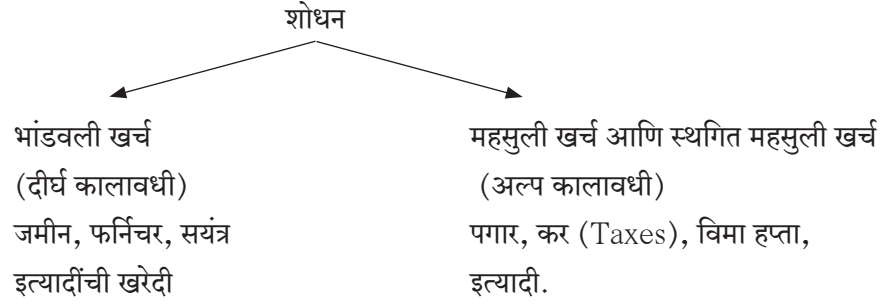 शोधन
भांडवली खर्च
(दीर्घ कालावधी)
जमीन, फर्निचर, सयंत्र
इत्यादींची खरेदी
महसुली खर्च आणि स्थगित महसुली खर्च
(अल्प कालावधी)
पगार, कर (Taxes), विमा हप्ता,
इत्यादी.